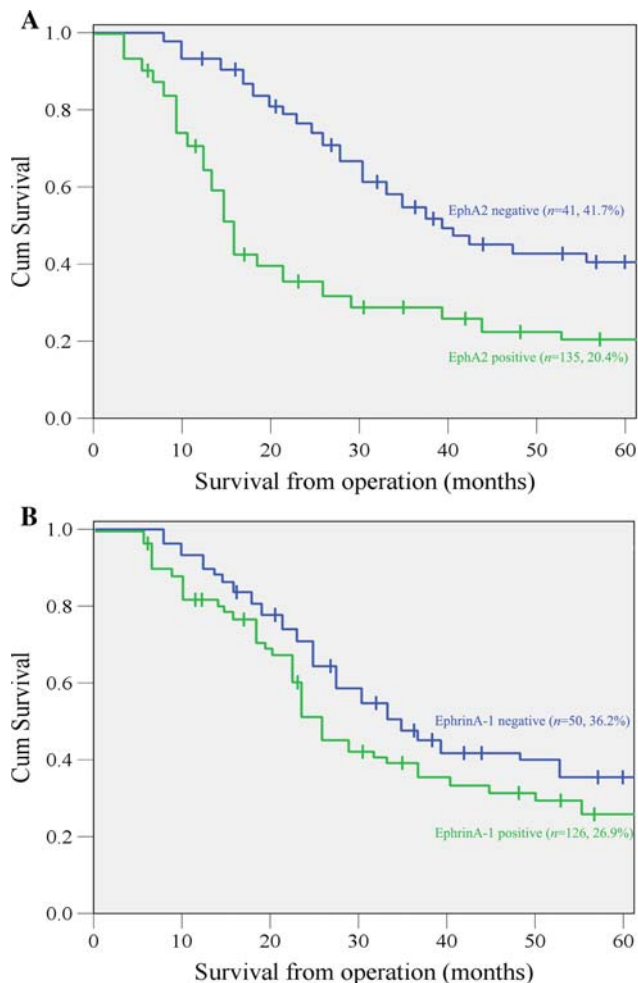 A
1.0
0.8
0.6
0.4
0.2
0.0
Cum Survival
EphA2 negative (n=41, 41.7%)
EphA2 positive (n=135, 20.4%)
0 10 20 30 40 50 60
Survival from operation (months)
B
1.0
0.8
0.6
0.4
0.2
0.0
Cum Survival
EphrinA-1 negative (n=50, 36.2%)
EphrinA-1 positive (n=126, 26.9%)
0 10 20 30 40 50 60
Survival from operation (months)